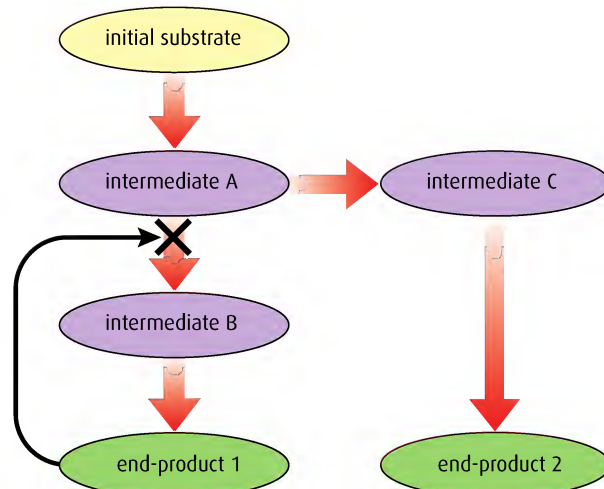 initial substrate
intermediate A
intermediate C
intermediate B
end-product 1
end-product 2